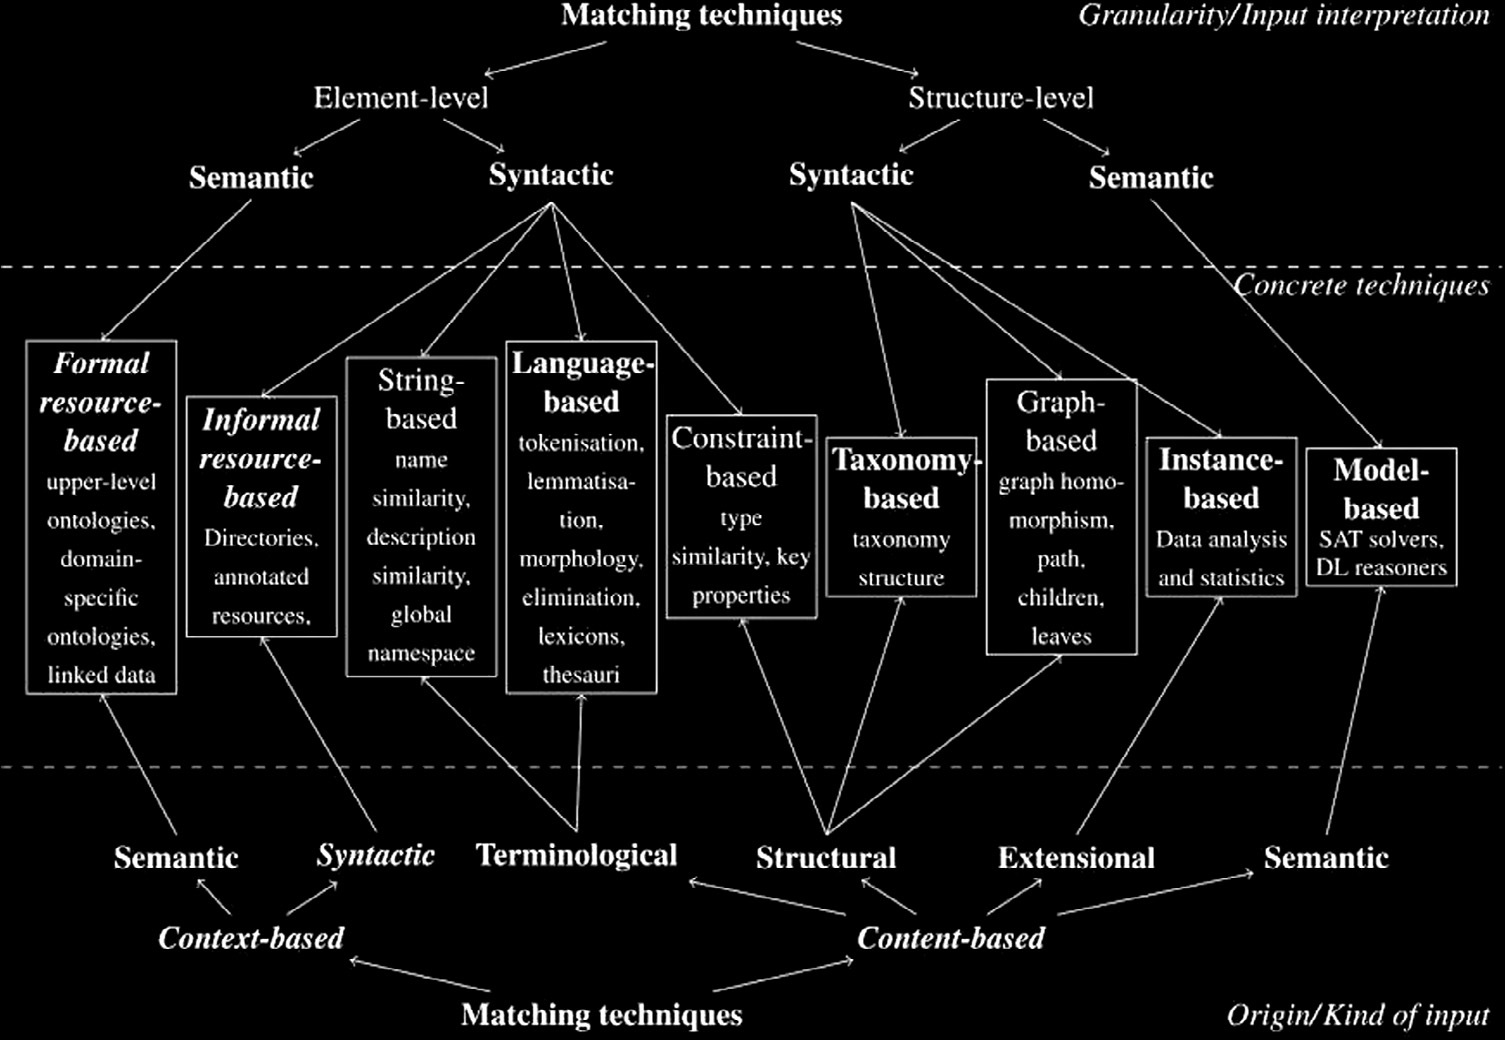 Matching techniques
Granularity/Input interpretation
Element-level
Structure-level
Semantic
Syntactic
Syntactic
Semantic
Concrete techniques
Formal
resource-
based
upper-level
ontologies,
domain-
specific
ontologies,
linked data
Informal
resource-
based
Directories,
annotated
resources,
String-
based
name
similarity,
description
similarity,
global
namespace
Language-
based
tokenisation,
lemmatisa-
tion,
morphology,
elimination,
lexicons,
thesauri
Constraint-
based
type
similarity, key
properties
Taxonomy-
based
taxonomy
structure
Graph-
based
graph homo-
morphism,
path,
children,
leaves
Instance-
based
Data analysis
and statistics
Model-
based
SAT solvers,
DL reasoners
Semantic
Syntactic
Terminological
Structural
Extensional
Semantic
Context-based
Content-based
Matching techniques
Origin/Kind of input